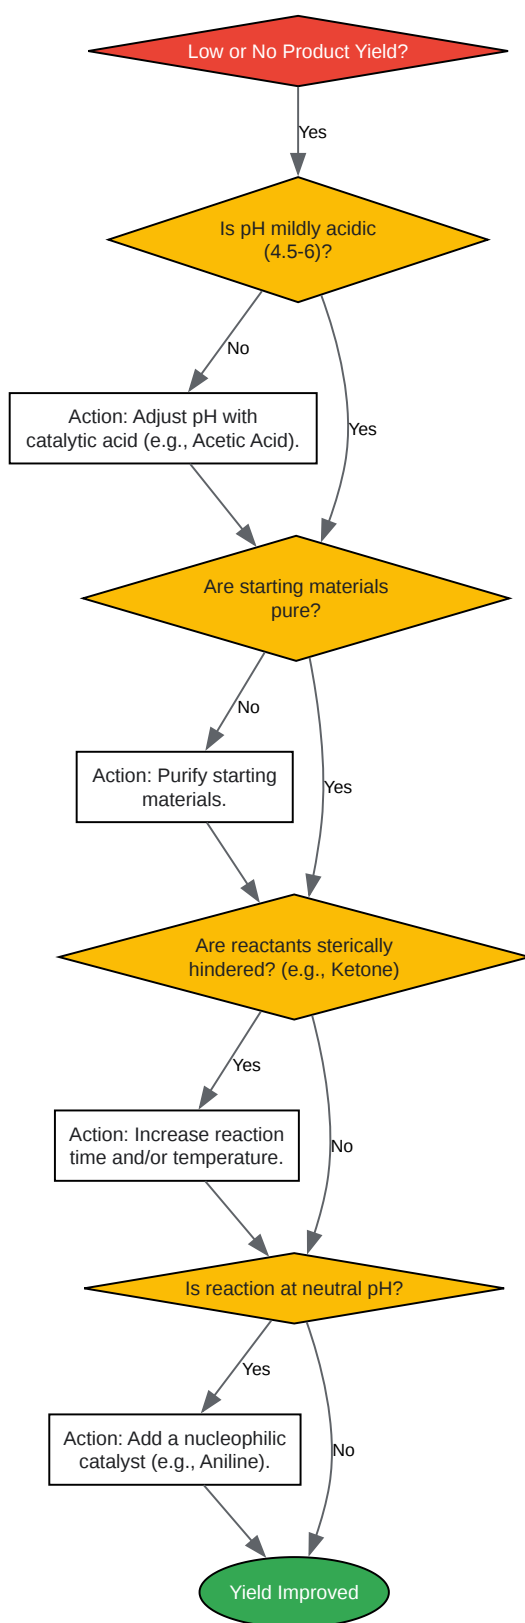 Low or No Product Yield?
Yes
Is pH mildly acidic
(4.5-6)?
No
Action: Adjust pH with
catalytic acid (e.g., Acetic Acid).
Yes
Are starting materials
pure?
No
Action: Purify starting
materials.
Yes
Are reactants sterically
hindered? (e.g., Ketone)
Yes
Action: Increase reaction
time and/or temperature.
No
Is reaction at neutral pH?
Yes
Action: Add a nucleophilic
catalyst (e.g., Aniline).
No
Yield Improved